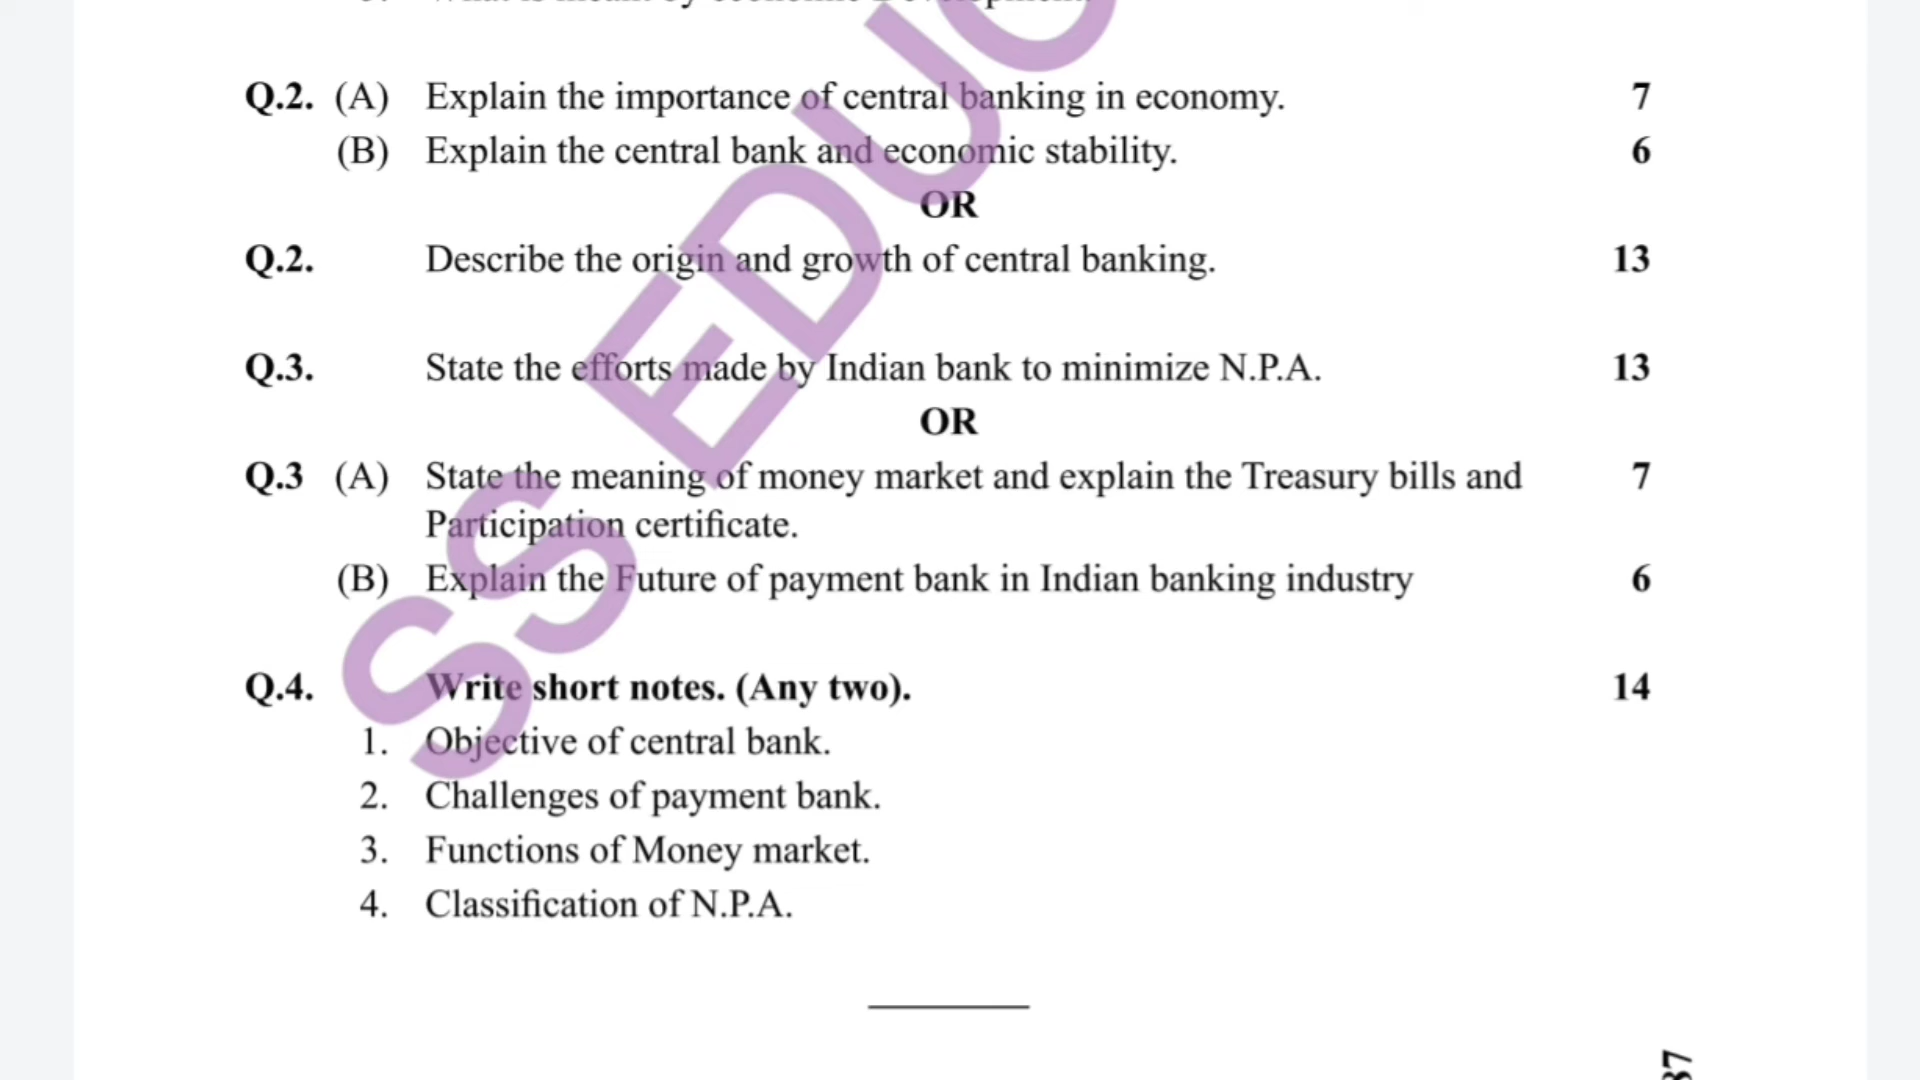 Q.2. (A) Explain the importance of central banking in economy. 7
(B) Explain the central bank and economic stability. 6
OR
Q.2. Describe the origin and growth of central banking. 13
Q.3. State the efforts made by Indian bank to minimize N.P.A. 13
OR
Q.3 (A) State the meaning of money market and explain the Treasury bills and 7
Participation certificate.
(B) Explain the Future of payment bank in Indian banking industry 6
Q.4. Write short notes. (Any two). 14
1. Objective of central bank.
2. Challenges of payment bank.
3. Functions of Money market.
4. Classification of N.P.A.
SS EDUC